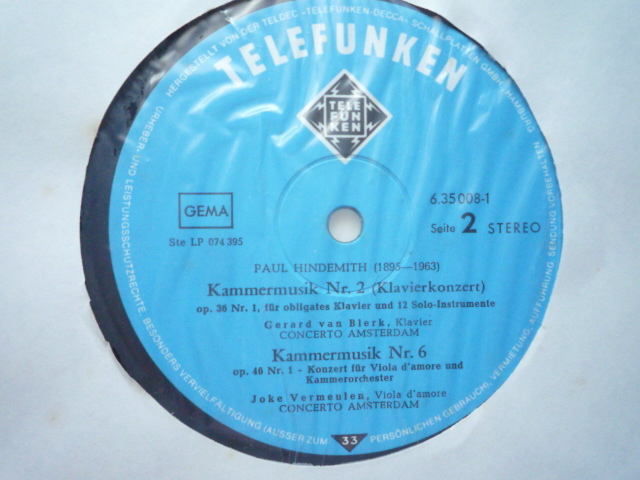 HERGESTELLT VON DER TELDEC »TELEFUNKEN-DECCA« SCHALLPLATTEN GMBH, HAMBURG
TELEFUNKEN
TELE
FUN
KEN
GEMA
Ste LP 074 395
6.35008-1
Seite 2 STEREO
PAUL HINDEMITH (1895—1963)
Kammermusik Nr. 2 (Klavierkonzert)
op. 36 Nr. 1, für obligates Klavier und 12 Solo-Instrumente
Gerard van Blerk, Klavier
CONCERTO AMSTERDAM
Kammermusik Nr. 6
op. 46 Nr. 1 - Konzert für Viola d'amore und
Kammerorchester
Joke Vermeulen, Viola d'amore
CONCERTO AMSTERDAM
33
URHEBER- UND LEISTUNGSSCHUTZRECHTE, BESONDERS VERVIELFÄLTIGUNG (AUSSER ZUM PERSÖNLICHEN GEBRAUCH), VERMIETUNG, AUFFÜHRUNG, SENDUNG VORBEHALTEN